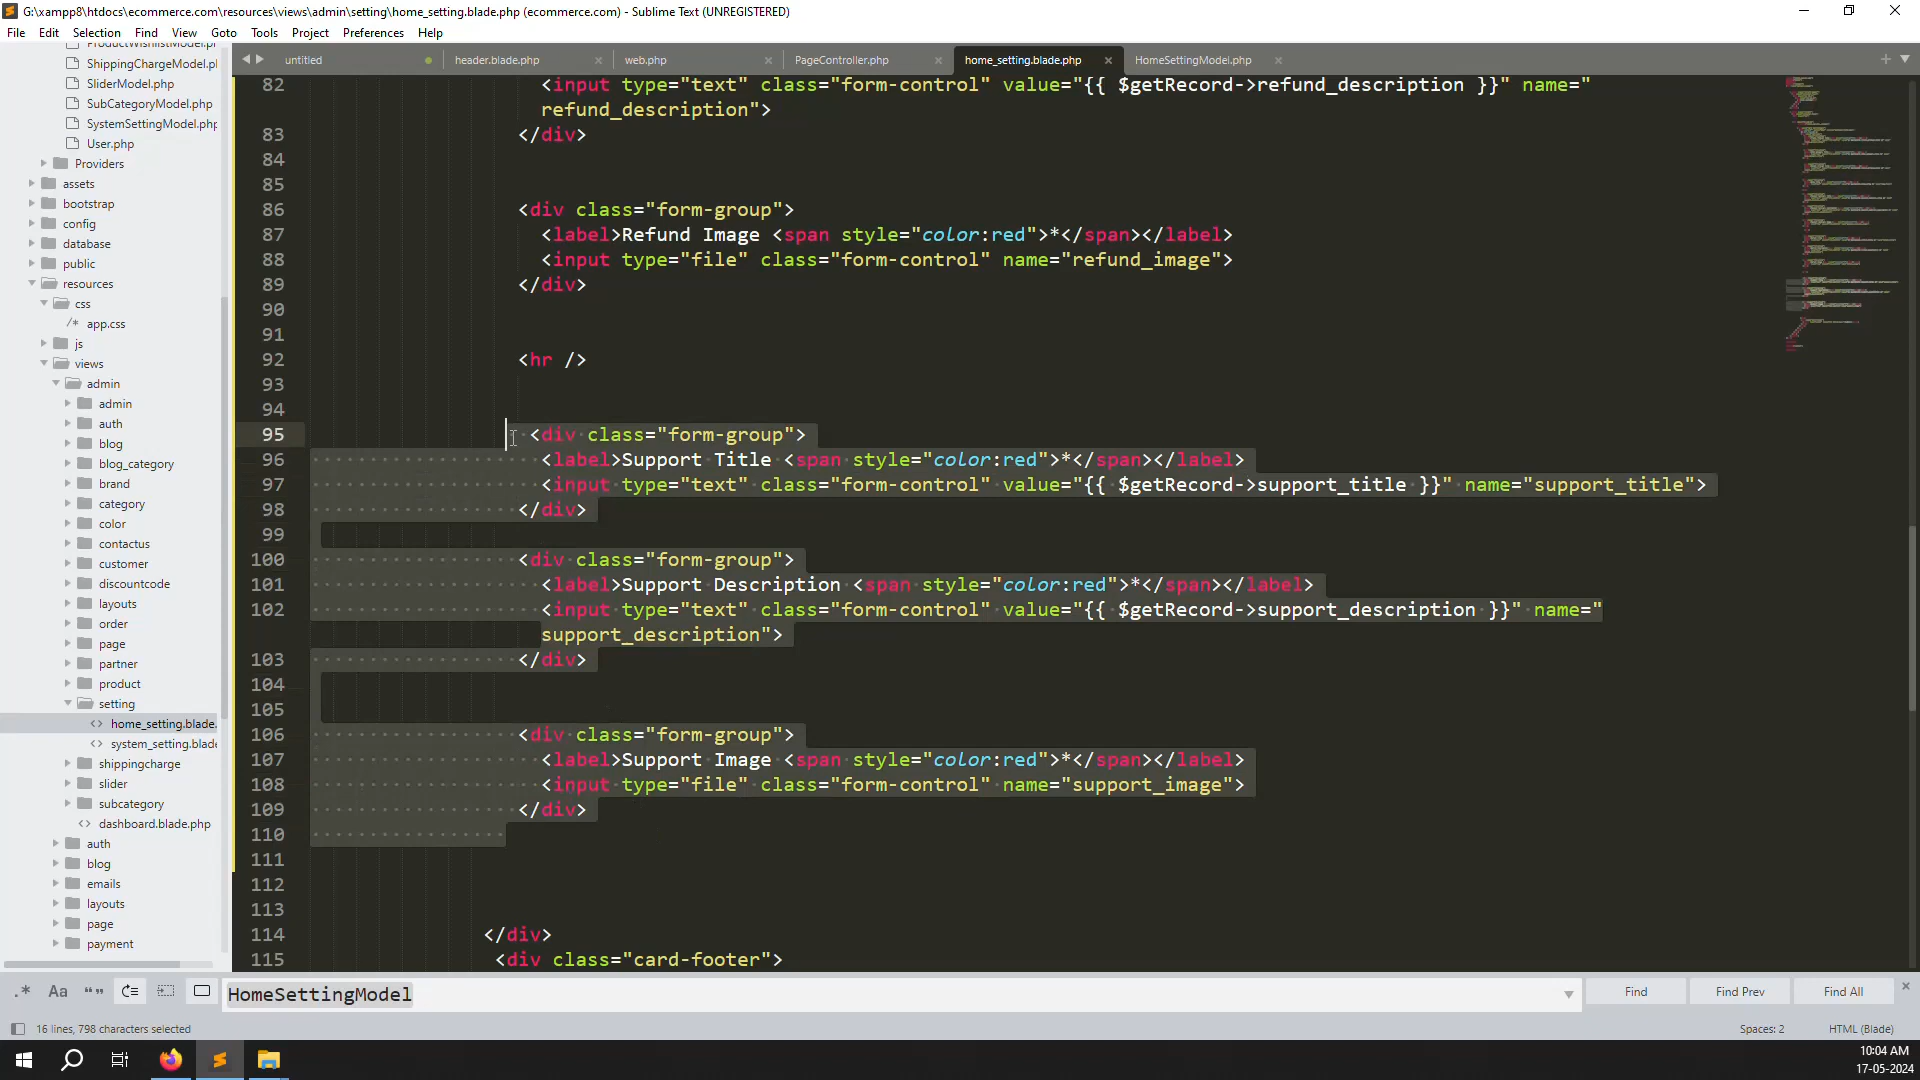 G:\xampp8\htdocs\ecommerce.com\resources\views\admin\setting\home_setting.blade.php (ecommerce.com) - Sublime Text (UNREGISTERED)
File Edit Selection Find View Goto Tools Project Preferences Help
untitled header.blade.php web.php PageController.php home_setting.blade.php HomeSettingModel.php
ProductWishlistModel.pl
ShippingChargeModel.pl
SliderModel.php
SubCategoryModel.php
SystemSettingModel.php
User.php
Providers
assets
bootstrap
config
database
public
resources
css
/* app.css
js
views
admin
admin
auth
blog
blog_category
brand
category
color
contactus
customer
discountcode
layouts
order
page
partner
product
setting
<> home_setting.blade.
<> system_setting.blade
shippingcharge
slider
subcategory
<> dashboard.blade.php
auth
blog
emails
layouts
page
payment
82 <input type="text" class="form-control" value="{{ $getRecord->refund_description }}" name="
refund_description">
83 </div>
84
85
86 <div class="form-group">
87 <label>Refund Image <span style="color:red">*</span></label>
88 <input type="file" class="form-control" name="refund_image">
89 </div>
90
91
92 <hr />
93
94
95 <div class="form-group">
96 <label>Support Title <span style="color:red">*</span></label>
97 <input type="text" class="form-control" value="{{ $getRecord->support_title }}" name="support_title">
98 </div>
99
100 <div class="form-group">
101 <label>Support Description <span style="color:red">*</span></label>
102 <input type="text" class="form-control" value="{{ $getRecord->support_description }}" name="
support_description">
103 </div>
104
105
106 <div class="form-group">
107 <label>Support Image <span style="color:red">*</span></label>
108 <input type="file" class="form-control" name="support_image">
109 </div>
110
111
112
113
114 </div>
115 <div class="card-footer">
.* Aa “” HomeSettingModel Find Find Prev Find All
16 lines, 798 characters selected Spaces: 2 HTML (Blade)
10:04 AM
17-05-2024